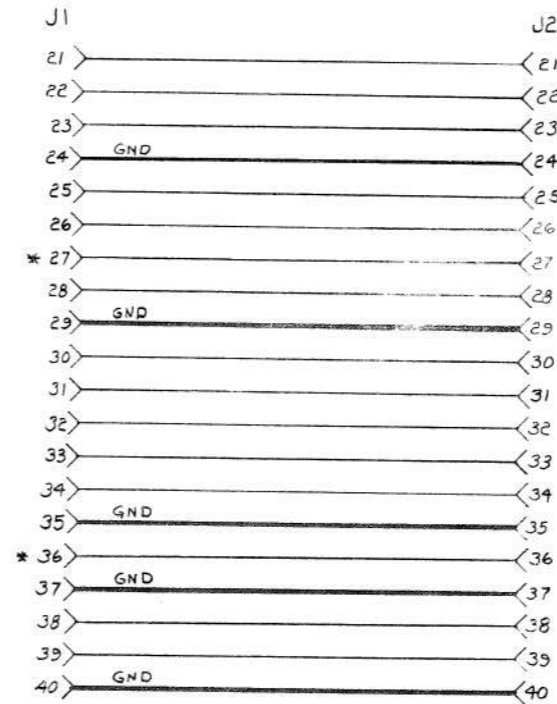 J1 J2
21 21
22 22
23 23
24 GND 24
25 25
26 26
* 27 27
28 28
29 GND 29
30 30
31 31
32 32
33 33
34 34
35 GND 35
* 36 36
37 GND 37
38 38
39 39
40 GND 40